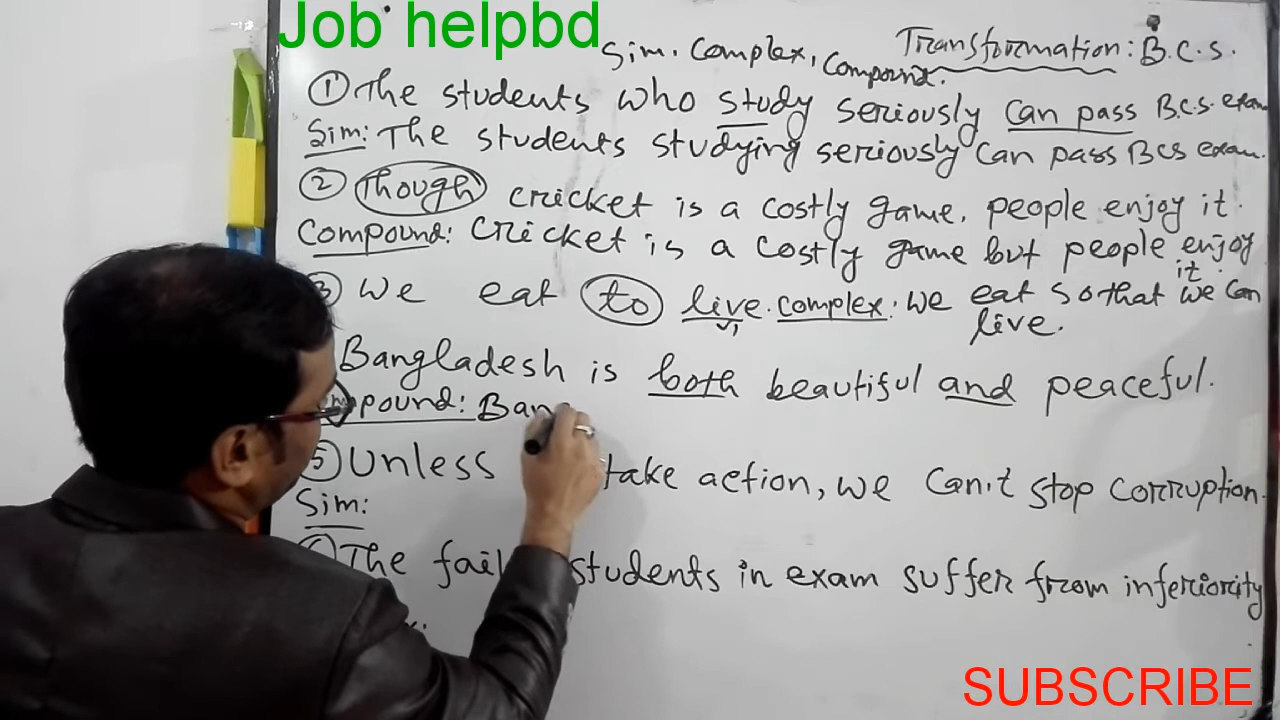 Job helpbd
Transformation: B.C.S.
Sim. Complex, Compound.
① The students who study seriously can pass B.C.S. exam
Sim: The students studying seriously can pass BCS exam.
② Though cricket is a costly game, people enjoy it.
Compound: Cricket is a costly game but people enjoy
it.
We eat to live. complex: We eat so that we can
live.
Bangladesh is both beautiful and peaceful.
pound: Ban
5 Unless take action, we can't stop corruption.
Sim:
The students in exam suffer from inferiority
SUBSCRIBE